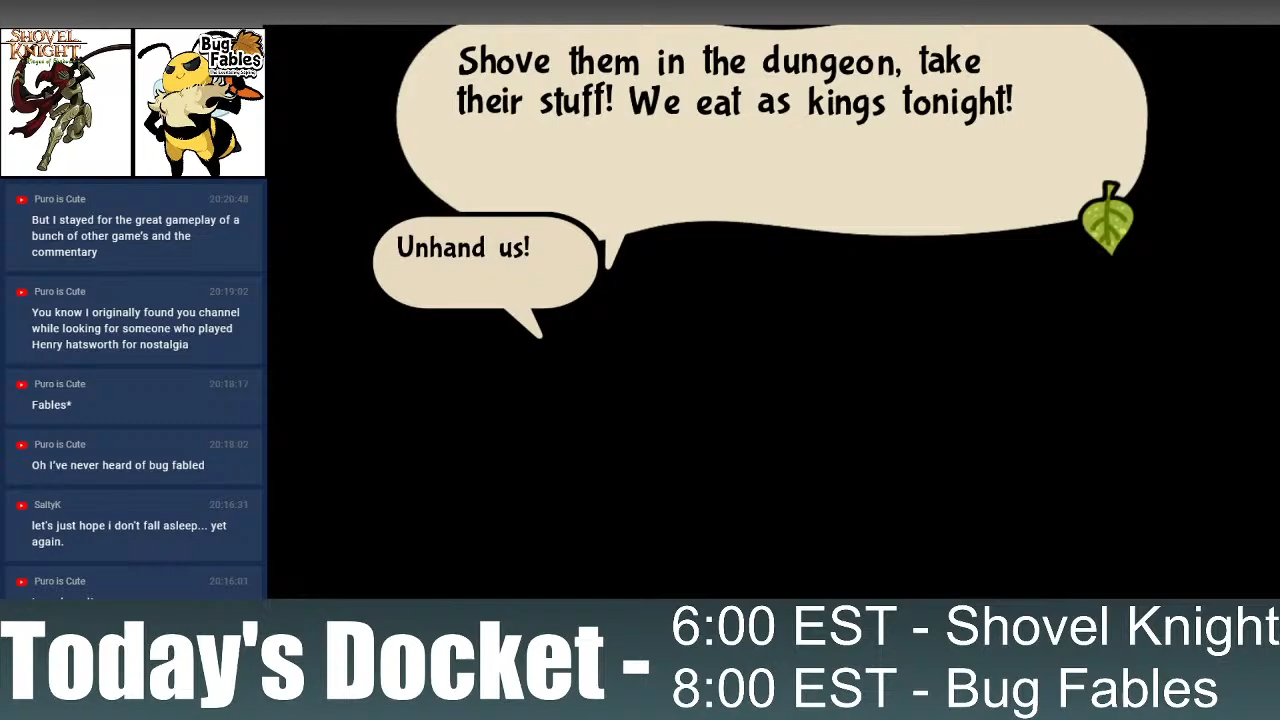 SHOVEL
KNIGHT
Bug
Fables
Shove them in the dungeon, take
their stuff! We eat as kings tonight!
Unhand us!
Puro is Cute 20:20:48
But I stayed for the great gameplay of a
bunch of other game's and the
commentary
Puro is Cute 20:19:02
You know I originally found you channel
while looking for someone who played
Henry hatsworth for nostalgia
Puro is Cute 20:18:17
Fables*
Puro is Cute 20:18:02
Oh I've never heard of bug fabled
SaltyK 20:16:31
let's just hope i don't fall asleep... yet
again.
Puro is Cute 20:16:01
Today's Docket -
6:00 EST - Shovel Knight
8:00 EST - Bug Fables